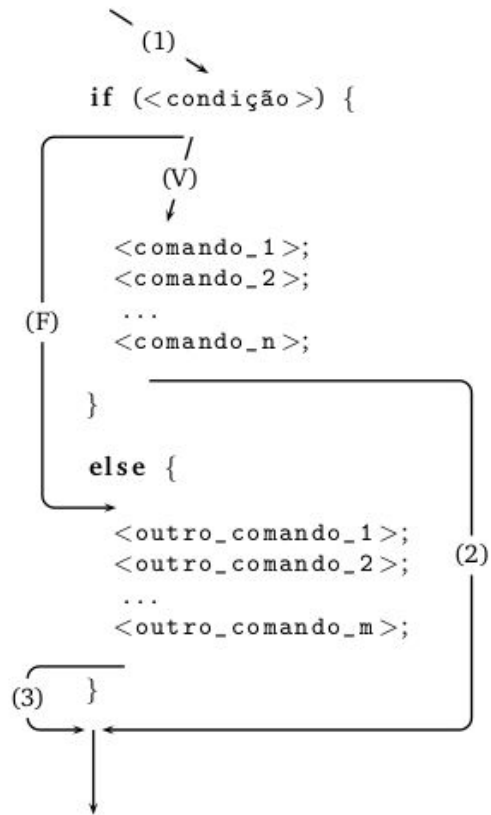 (1)
if (<condição>) {
(V)
<comando_1>;
<comando_2>;
...
(F)
<comando_n>;
}
else {
<outro_comando_1>;
(2)
<outro_comando_2>;
...
<outro_comando_m>;
(3)
}